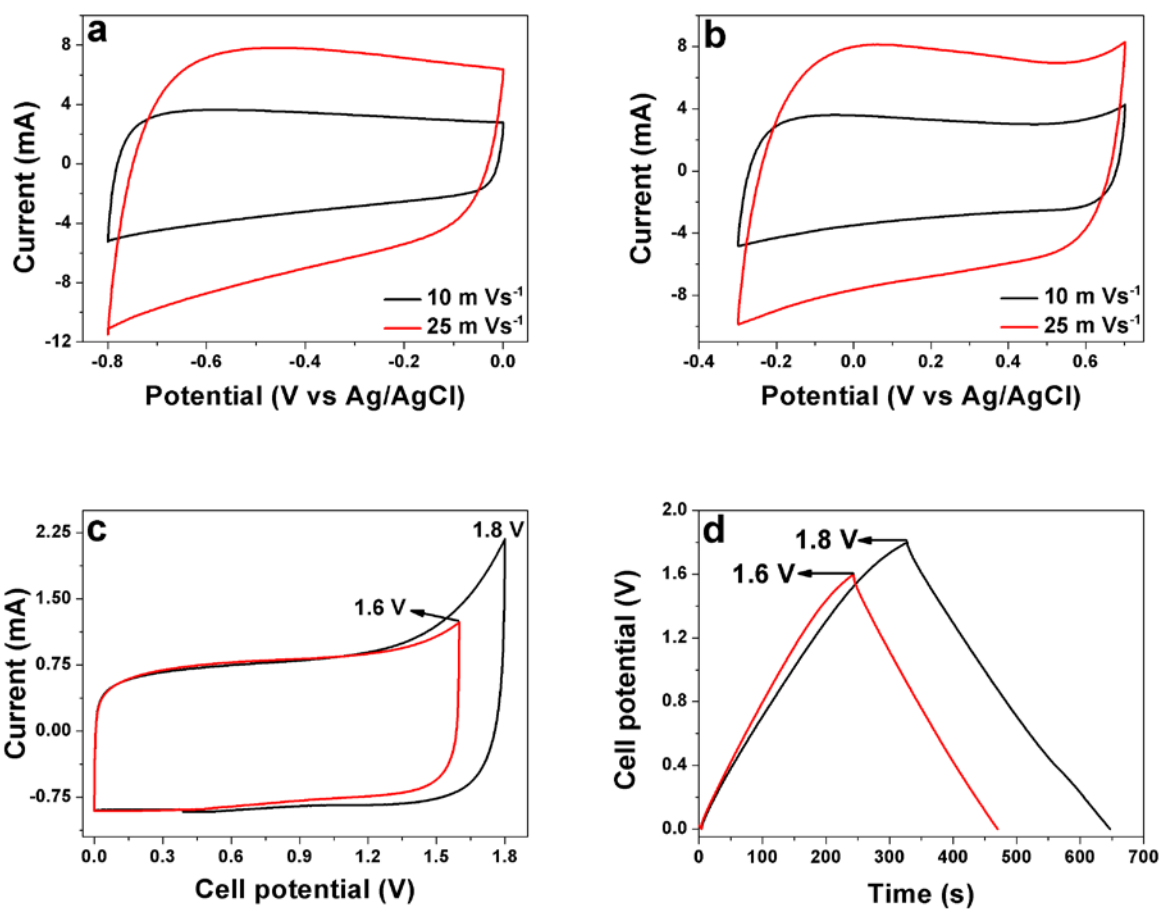 a
8
4
0
-4
-8
-12
Current (mA)
10 m Vs⁻¹
25 m Vs⁻¹
-0.8
-0.6
-0.4
-0.2
0.0
Potential (V vs Ag/AgCl)
b
8
4
0
-4
-8
Current (mA)
10 m Vs⁻¹
25 m Vs⁻¹
-0.4
-0.2
0.0
0.2
0.4
0.6
Potential (V vs Ag/AgCl)
c
2.25
1.50
0.75
0.00
-0.75
Current (mA)
1.8 V
1.6 V
0.0
0.3
0.6
0.9
1.2
1.5
1.8
Cell potential (V)
d
2.0
1.6
1.2
0.8
0.4
0.0
Cell potential (V)
1.8 V
1.6 V
0
100
200
300
400
500
600
700
Time (s)